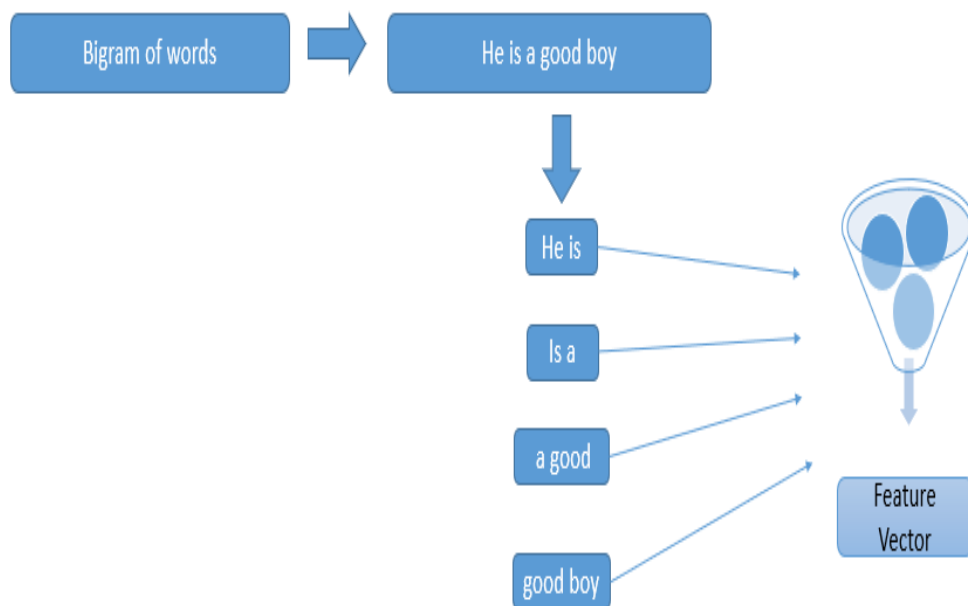 Bigram of words
He is a good boy
He is
Is a
a good
good boy
Feature
Vector